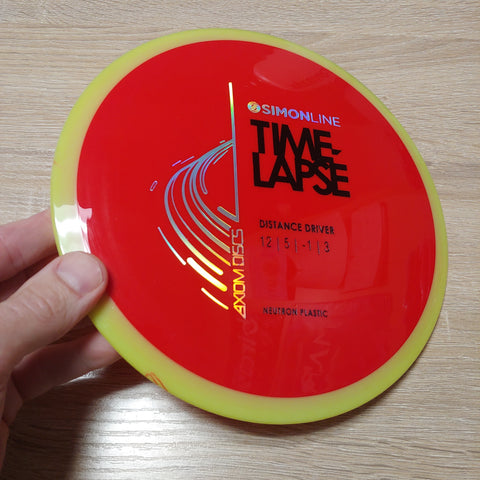 SIMONLINE
TIME-
LAPSE
DISTANCE DRIVER
12 | 5 | -1 | 3
AXIOM DISCS
NEUTRON PLASTIC